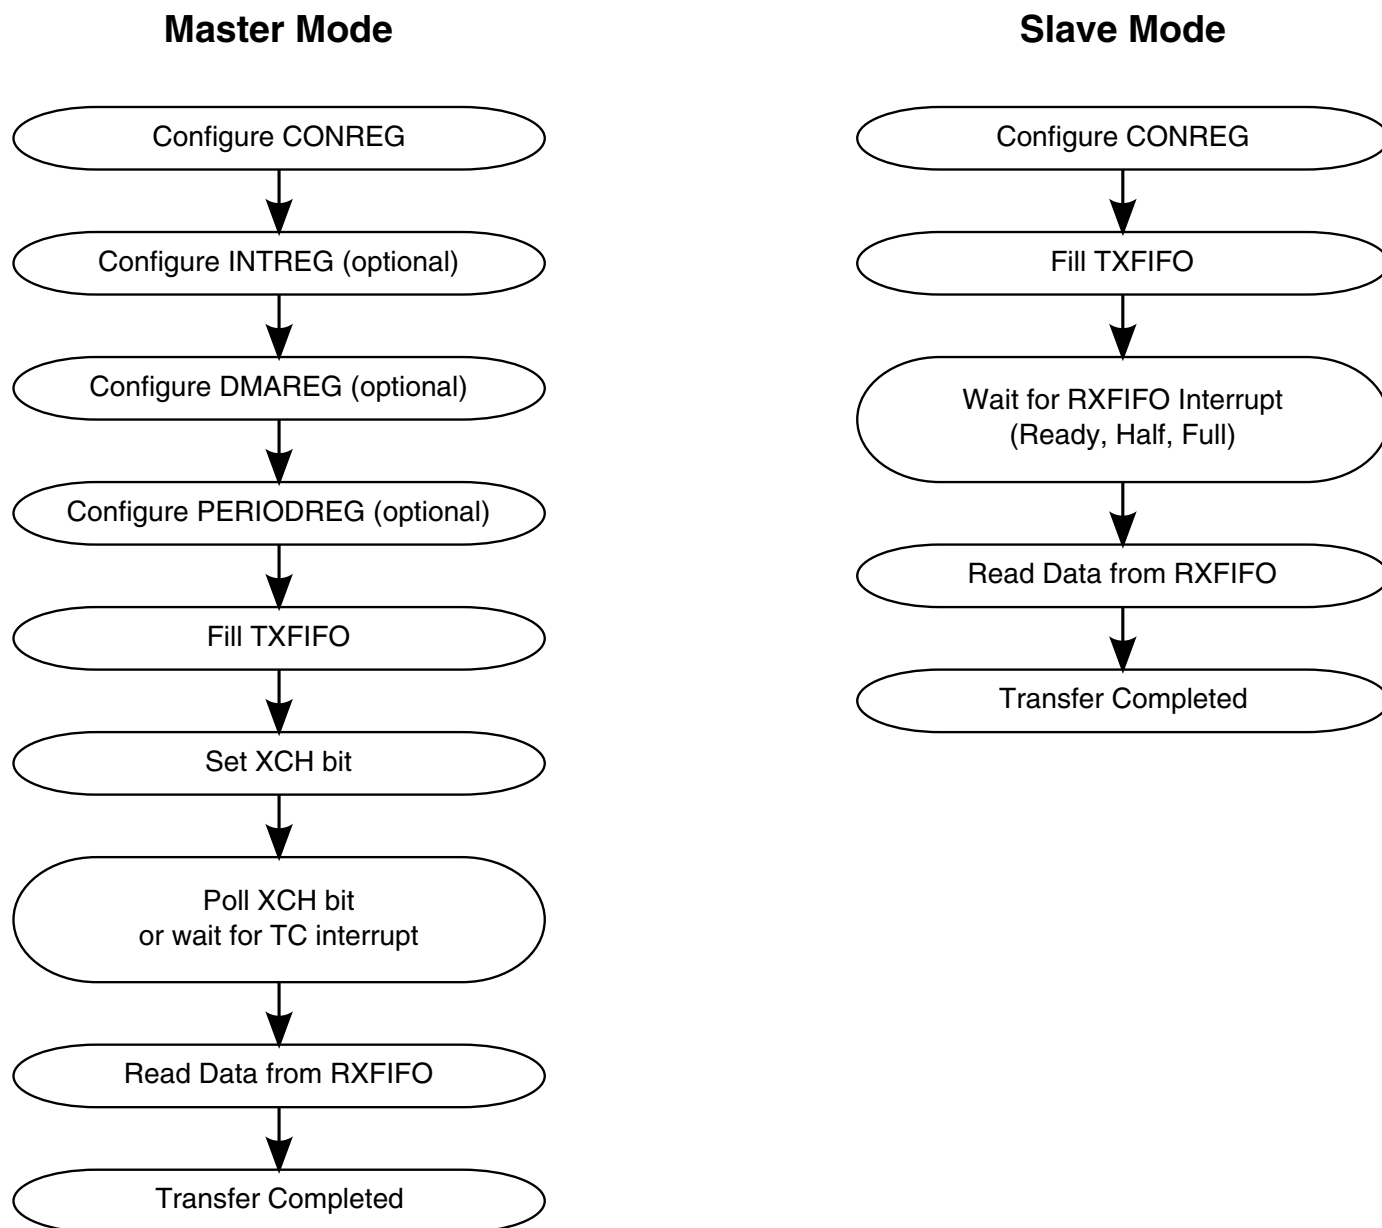 Master Mode
Configure CONREG
Configure INTREG (optional)
Configure DMAREG (optional)
Configure PERIODREG (optional)
Fill TXFIFO
Set XCH bit
Poll XCH bit
or wait for TC interrupt
Read Data from RXFIFO
Transfer Completed
Slave Mode
Configure CONREG
Fill TXFIFO
Wait for RXFIFO Interrupt
(Ready, Half, Full)
Read Data from RXFIFO
Transfer Completed